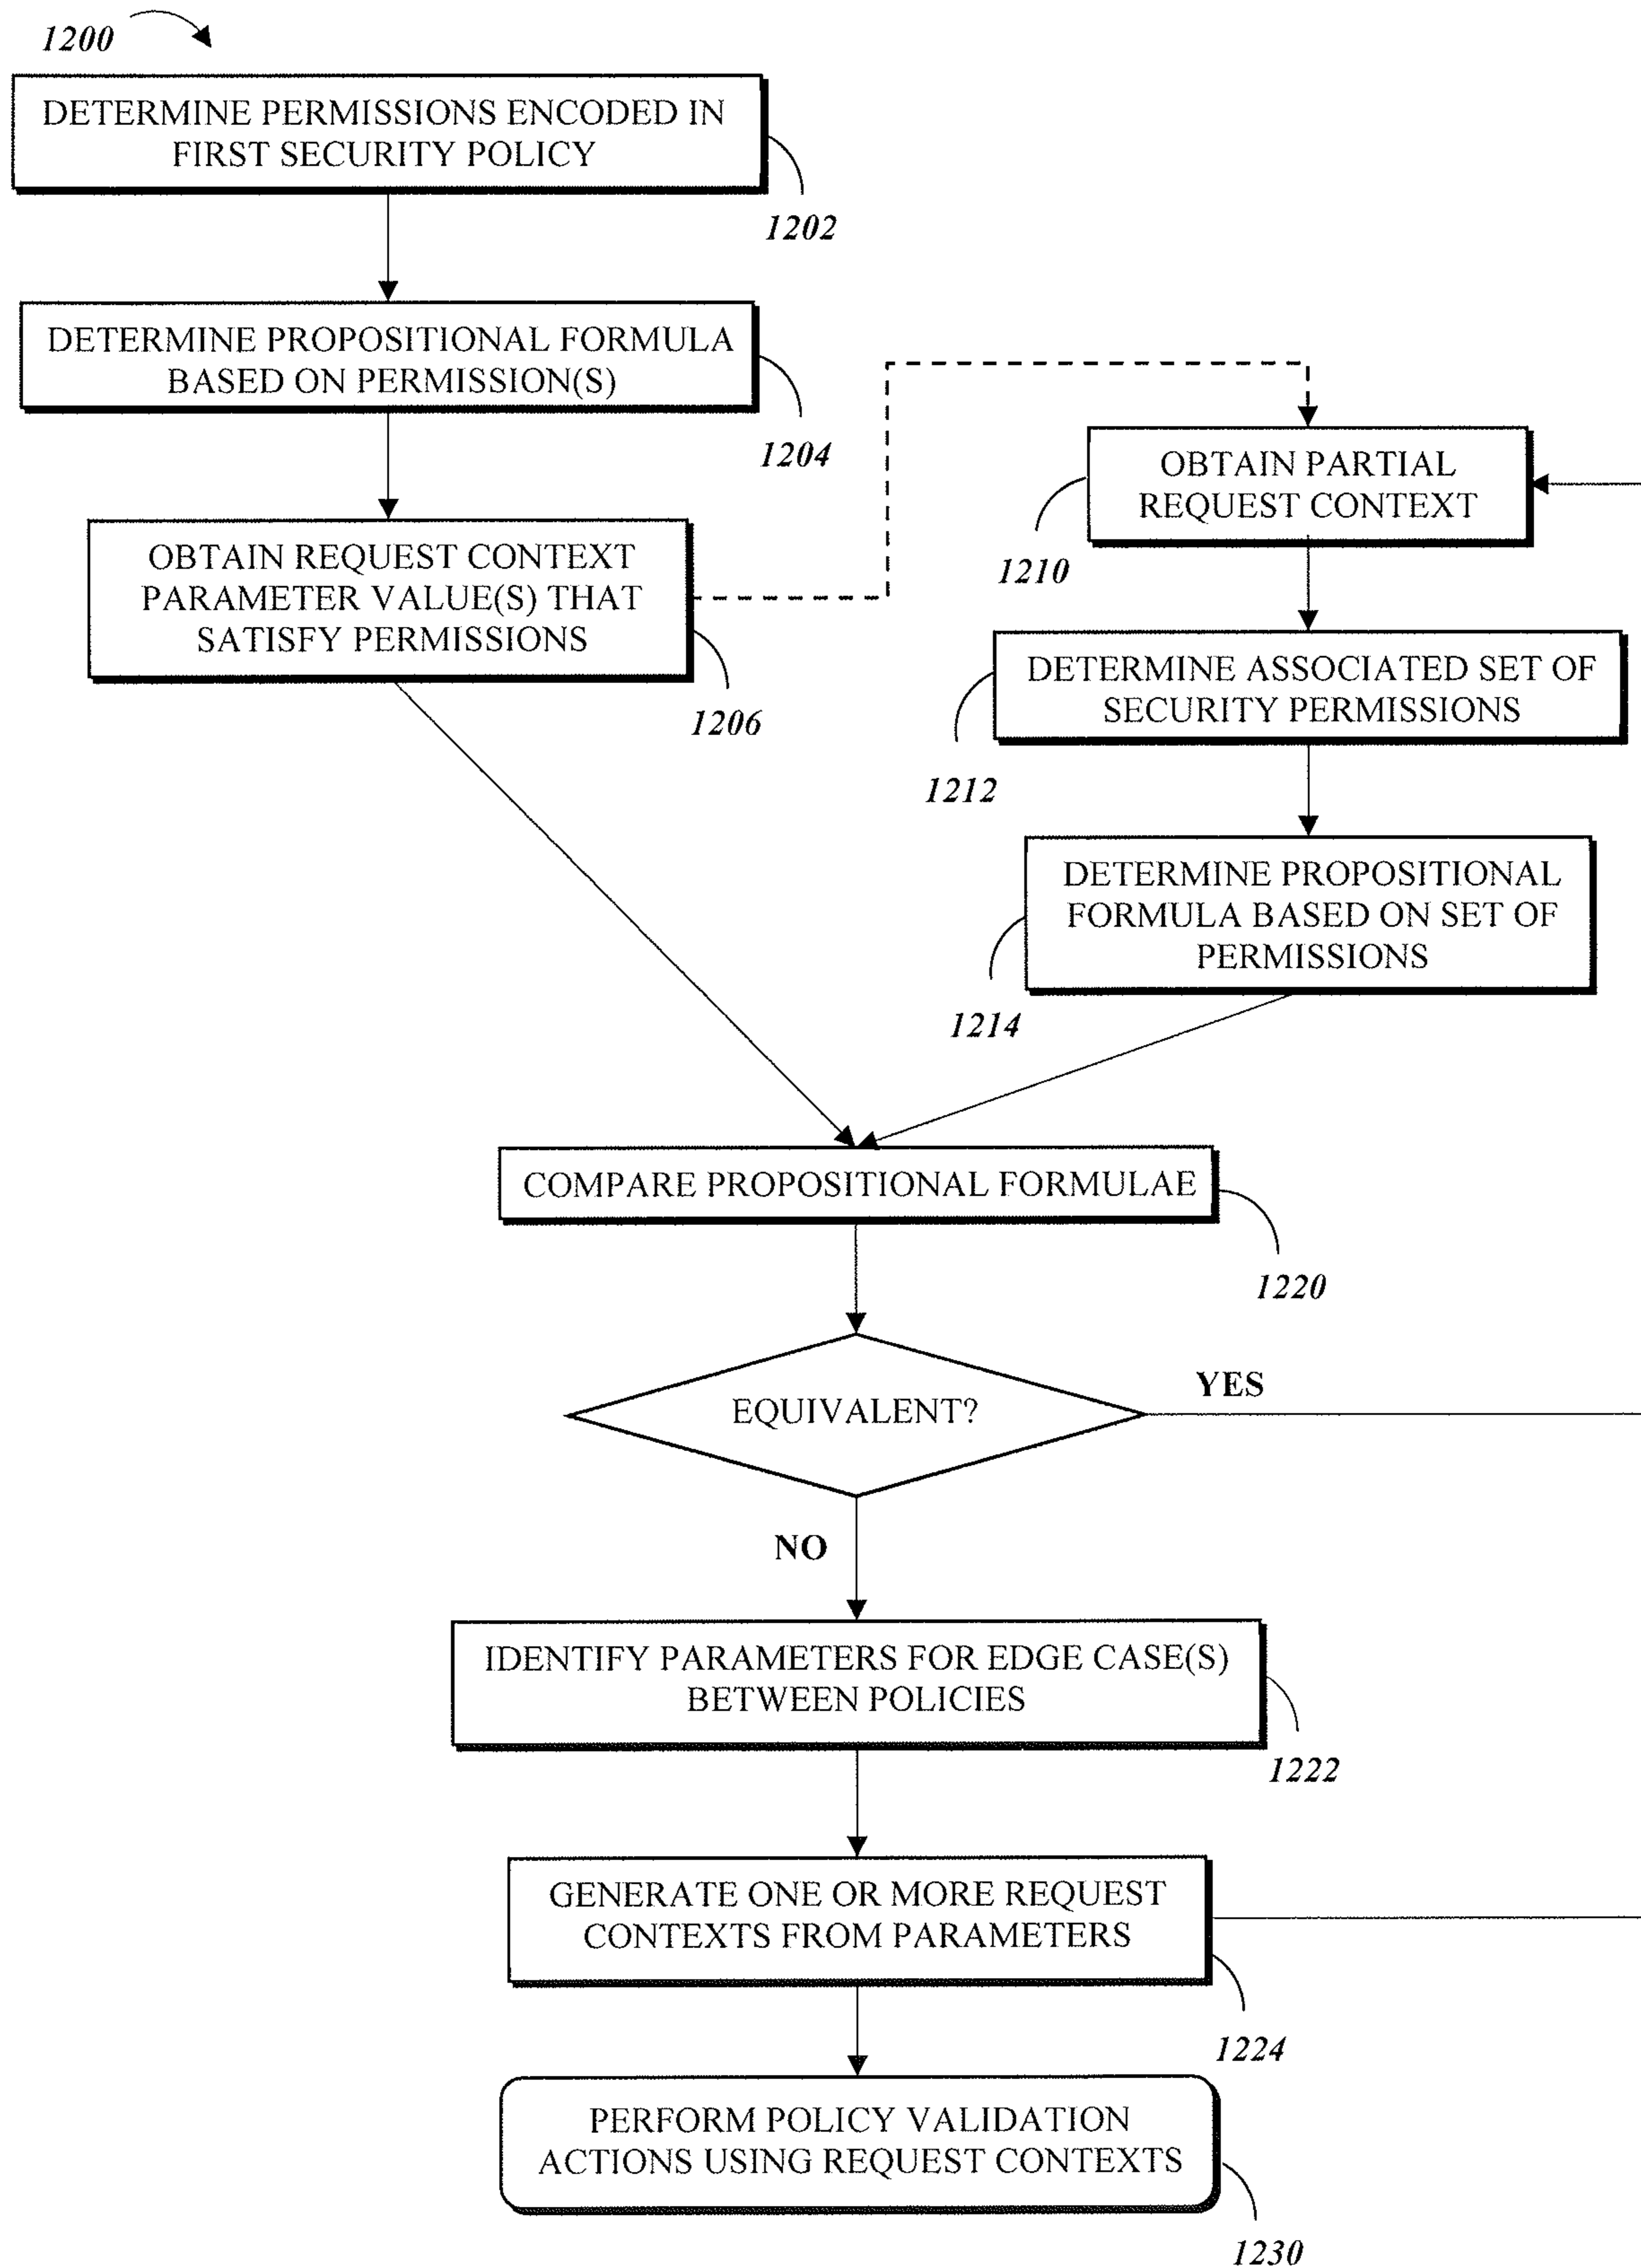 1200
DETERMINE PERMISSIONS ENCODED IN
FIRST SECURITY POLICY
1202
DETERMINE PROPOSITIONAL FORMULA
BASED ON PERMISSION(S)
1204
OBTAIN REQUEST CONTEXT
PARAMETER VALUE(S) THAT
SATISFY PERMISSIONS
1206
OBTAIN PARTIAL
REQUEST CONTEXT
1210
DETERMINE ASSOCIATED SET OF
SECURITY PERMISSIONS
1212
DETERMINE PROPOSITIONAL
FORMULA BASED ON SET OF
PERMISSIONS
1214
COMPARE PROPOSITIONAL FORMULAE
1220
EQUIVALENT?
YES
NO
IDENTIFY PARAMETERS FOR EDGE CASE(S)
BETWEEN POLICIES
1222
GENERATE ONE OR MORE REQUEST
CONTEXTS FROM PARAMETERS
1224
PERFORM POLICY VALIDATION
ACTIONS USING REQUEST CONTEXTS
1230